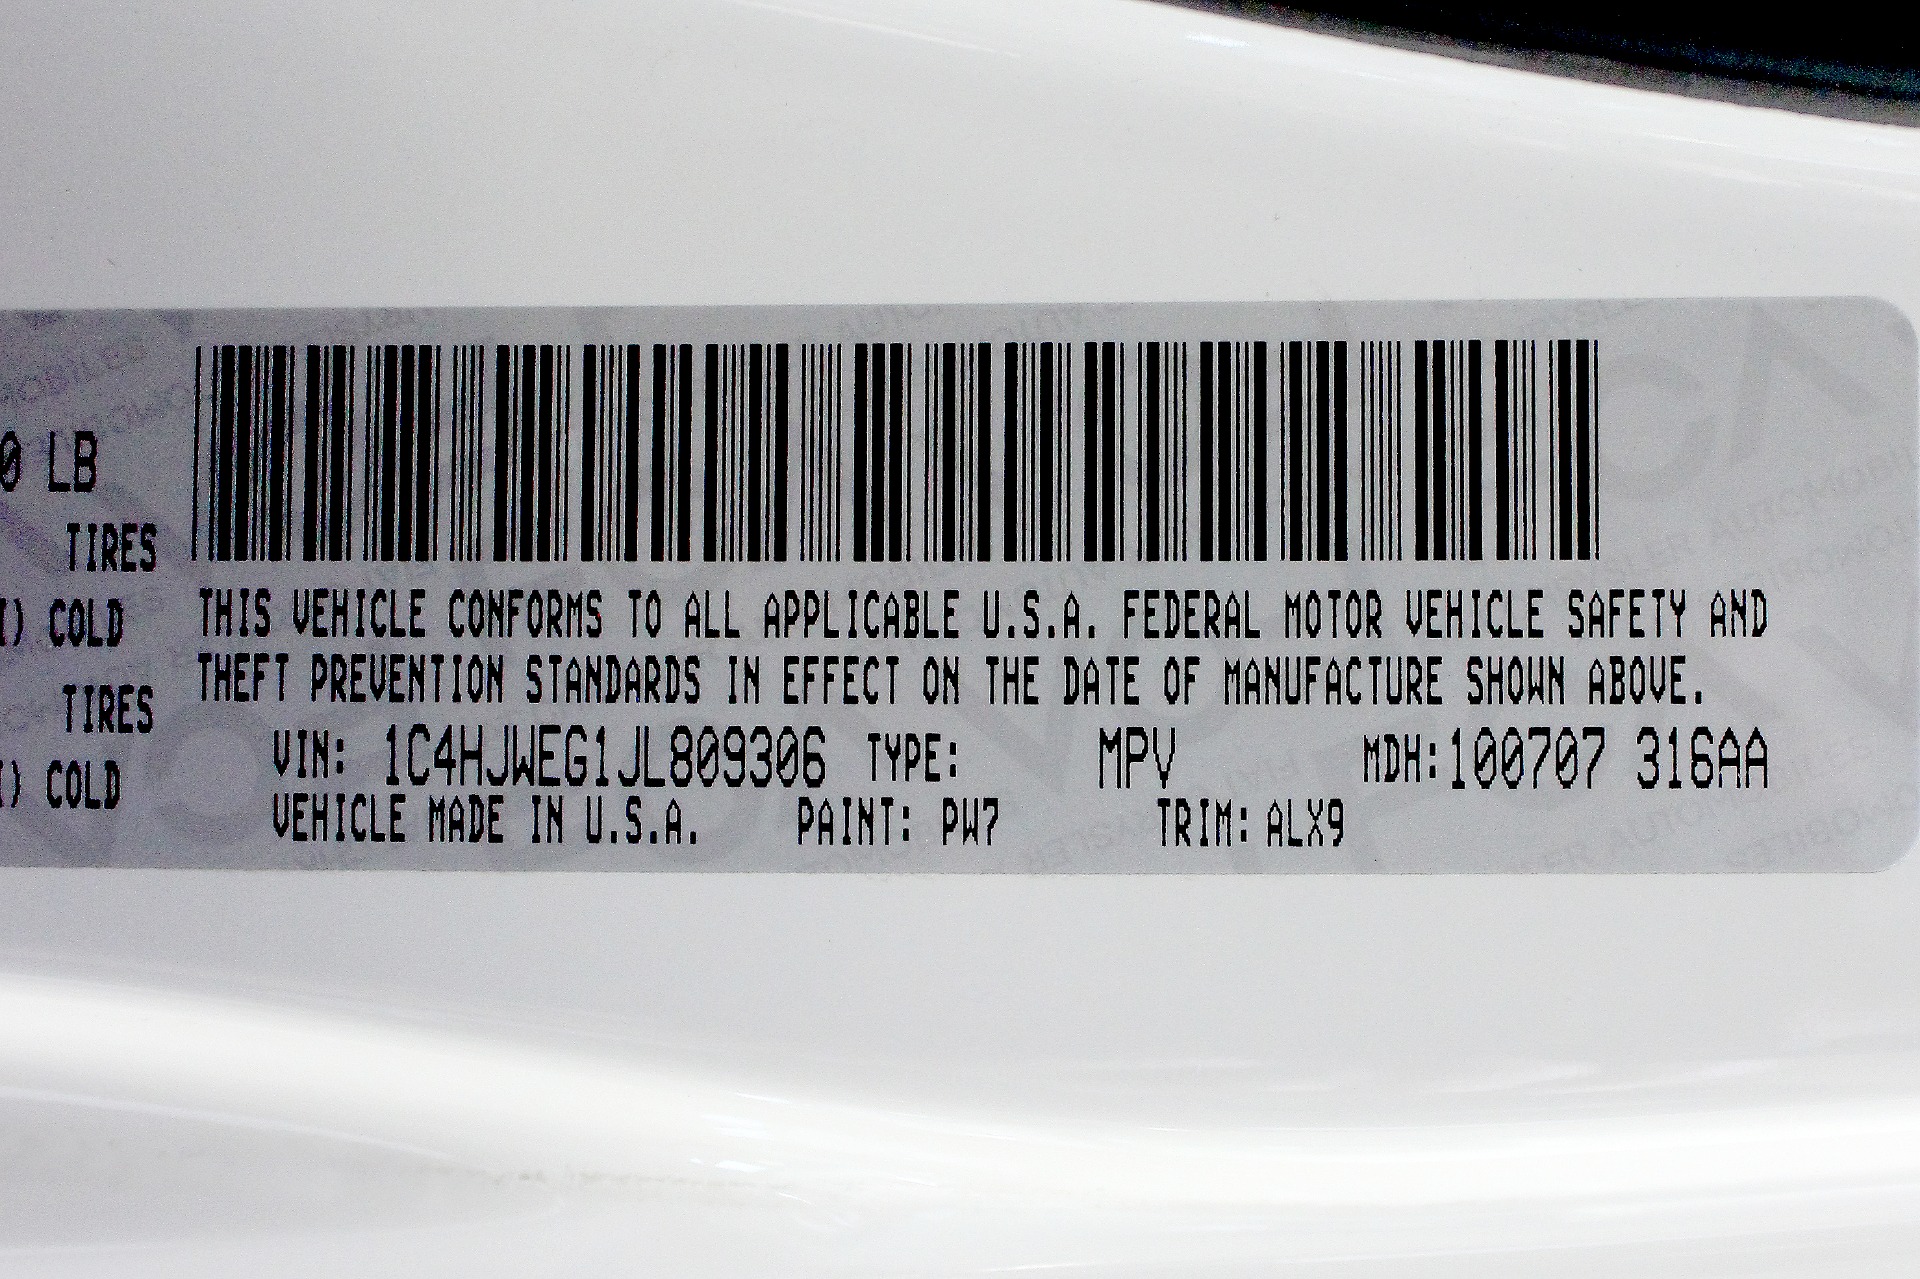 0 LB
TIRES
I) COLD
TIRES
I) COLD
THIS VEHICLE CONFORMS TO ALL APPLICABLE U.S.A. FEDERAL MOTOR VEHICLE SAFETY AND
THEFT PREVENTION STANDARDS IN EFFECT ON THE DATE OF MANUFACTURE SHOWN ABOVE.
VIN: 1C4HJWEG1JL809306 TYPE: MPV MDH:100707 316AA
VEHICLE MADE IN U.S.A. PAINT: PW7 TRIM: ALX9